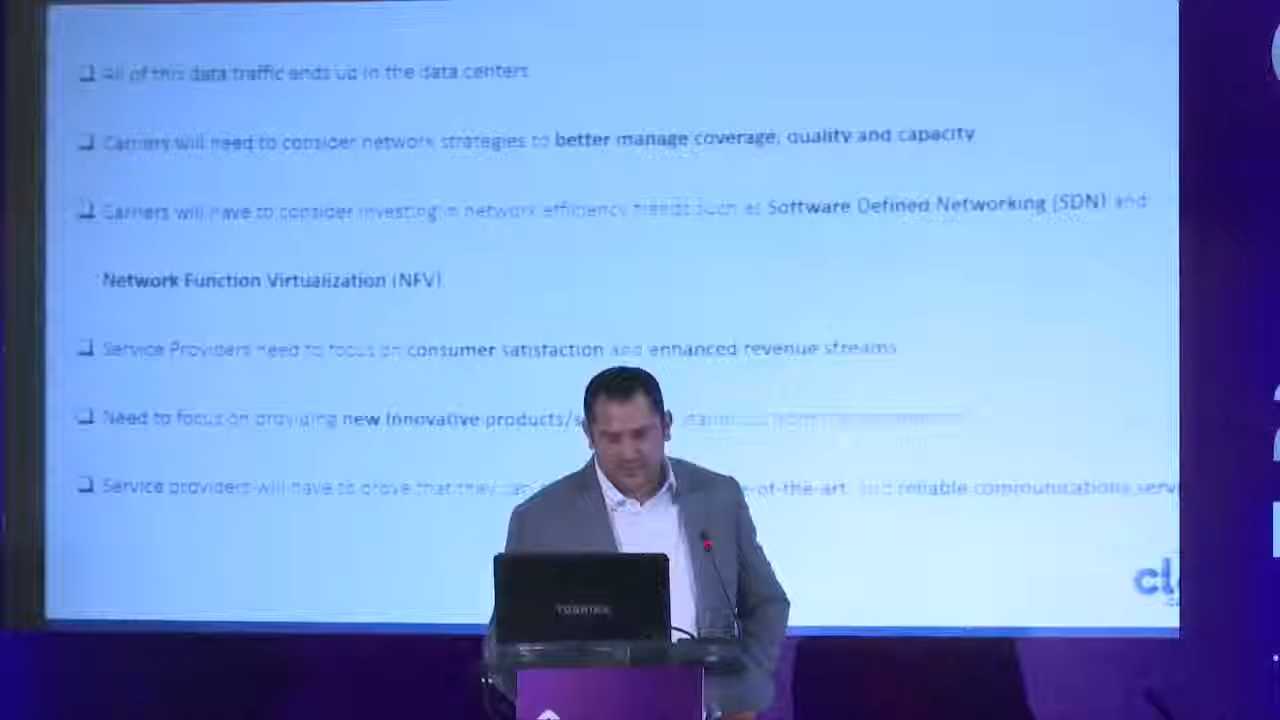 All of this data traffic ends up in the data centers
Carriers will need to consider network strategies to better manage coverage, quality and capacity
Carriers will have to consider investing in network efficiency trends such as Software Defined Networking (SDN) and
Network Function Virtualization (NFV)
Service Providers need to focus on consumer satisfaction and enhanced revenue streams
Need to focus on providing new innovative products/s
Service providers will have to prove that they can e-of-the-art, and reliable communications serv
cl
TOSHIBA